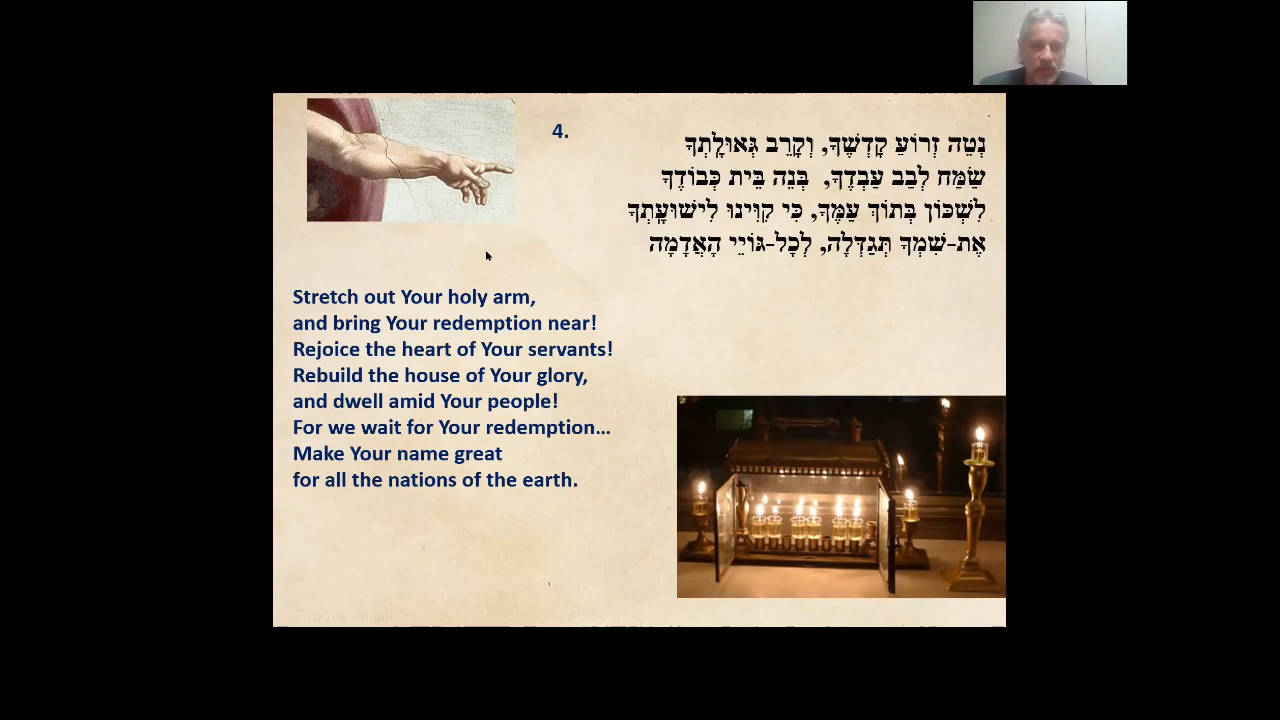 4.
נְטֵה זְרוֹעַ קָדְשֶׁךָ, וְקָרֵב גְּאוּלָתְךָ
שַׂמַּח לְבַב עַבְדֶךָ, בְּנֵה בֵּית כְּבוֹדֶךָ
לִשְׁכּוֹן בְּתוֹךְ עַמֶּךָ, כִּי קִוִּינוּ לִישׁוּעָתְךָ
אֶת-שִׁמְךָ תְּגַדְּלָה, לְכָל-גּוֹיֵי הָאֲדָמָה
Stretch out Your holy arm,
and bring Your redemption near!
Rejoice the heart of Your servants!
Rebuild the house of Your glory,
and dwell amid Your people!
For we wait for Your redemption…
Make Your name great
for all the nations of the earth.